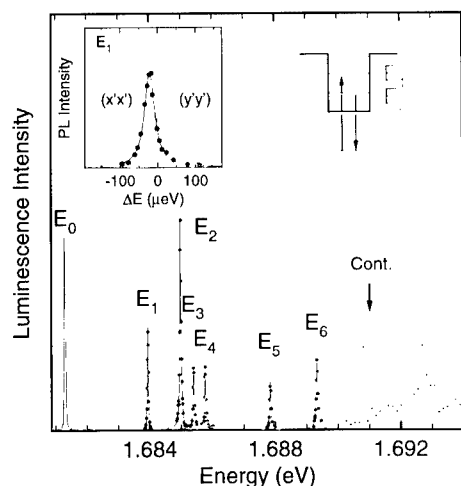 E1
PL Intensity
(x'x')
(y'y')
-100
0
100
ΔE (μeV)
Luminescence Intensity
E0
E1
E2
E3
E4
E5
E6
Cont.
1.684
1.688
1.692
Energy (eV)